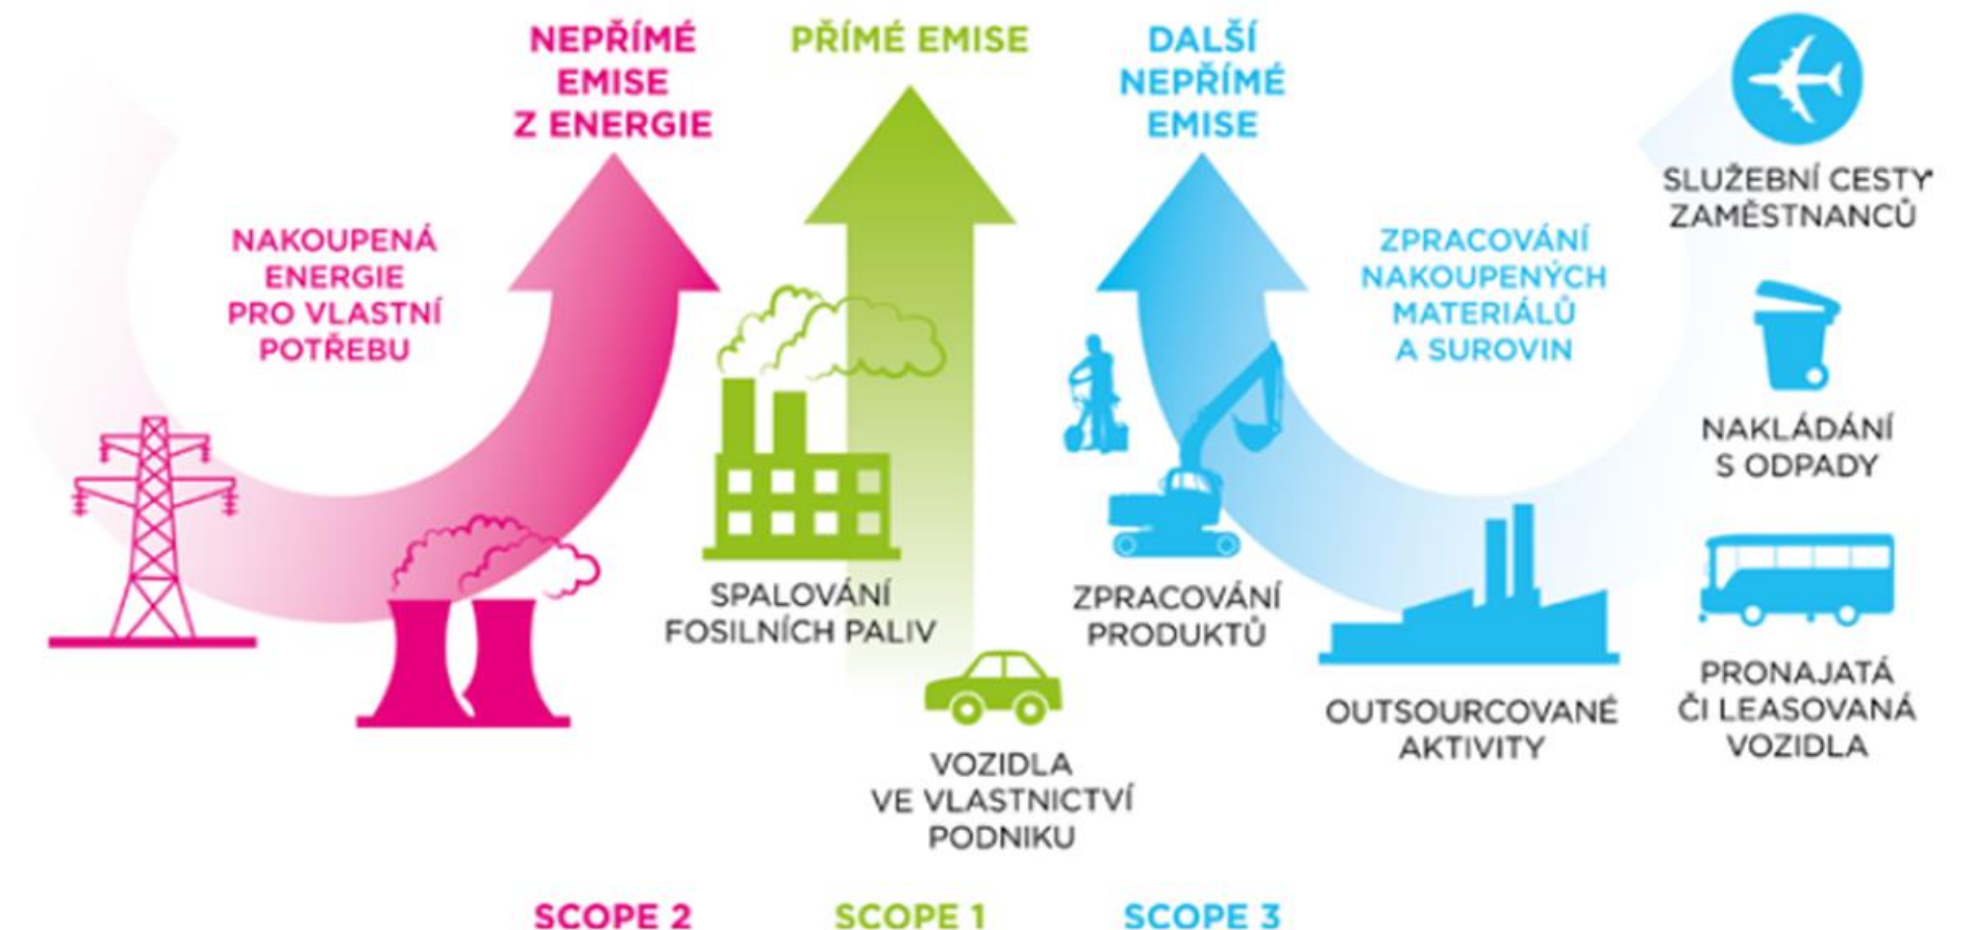 NEPŘÍMÉ
EMISE
Z ENERGIE
PŘÍMÉ EMISE
DALŠÍ
NEPŘÍMÉ
EMISE
NAKOUPENÁ
ENERGIE
PRO VLASTNÍ
POTŘEBU
ZPRACOVÁNÍ
NAKOUPENÝCH
MATERIÁLŮ
A SUROVIN
SLUŽEBNÍ CESTY
ZAMĚSTNANCŮ
NAKLÁDÁNÍ
S ODPADY
SPALOVÁNÍ
FOSILNÍCH PALIV
VOZIDLA
VE VLASTNICTVÍ
PODNIKU
ZPRACOVÁNÍ
PRODUKTŮ
OUTSOURCOVANÉ
AKTIVITY
PRONAJATÁ
ČI LEASOVANÁ
VOZIDLA
SCOPE 2
SCOPE 1
SCOPE 3